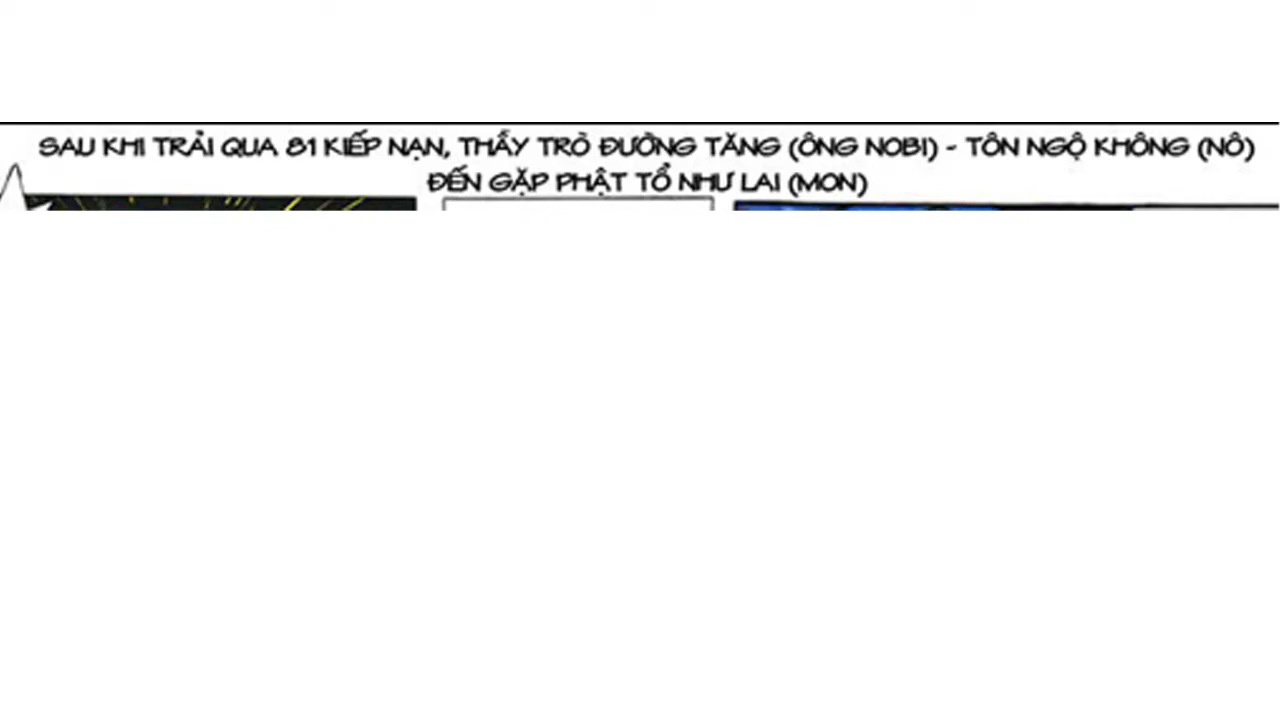 SAU KHI TRẢI QUA 81 KIẾP NẠN, THẦY TRÒ ĐƯỜNG TĂNG (ÔNG NOBI) - TÔN NGỘ KHÔNG (NÔ)
ĐẾN GẶP PHẬT TỔ NHƯ LAI (MON)